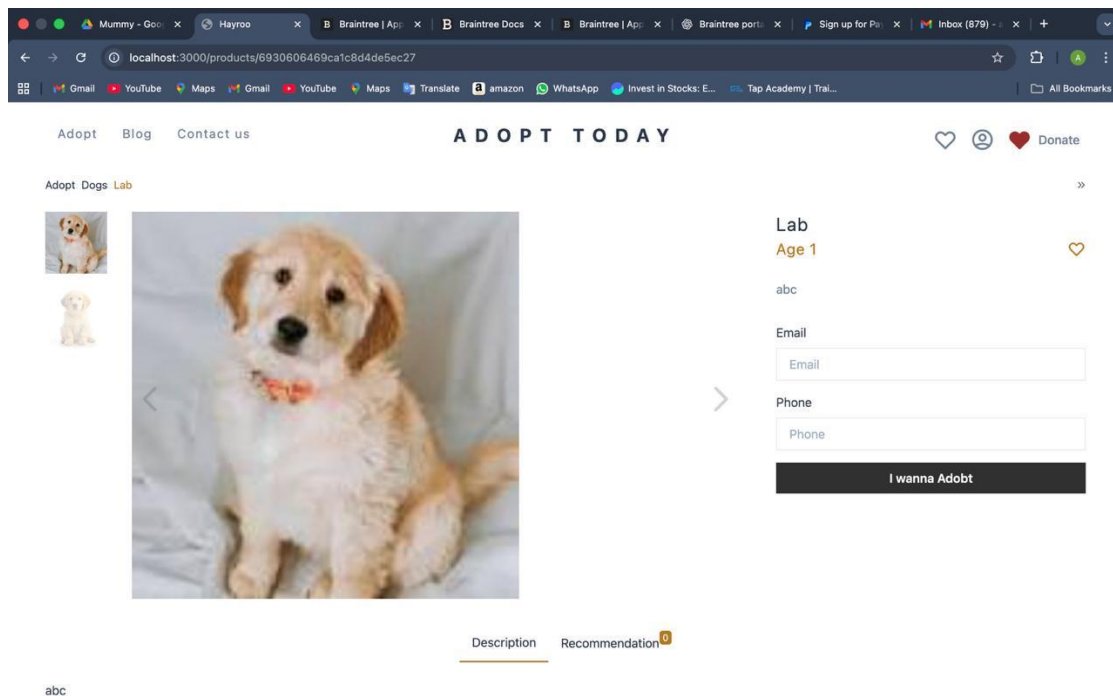 Mummy - Goo
Hayroo
B Braintree | App
B Braintree Docs
B Braintree | App
Braintree porta
Sign up for Pay
Inbox (879) - a
localhost:3000/products/6930606469ca1c8d4de5ec27
A
Gmail YouTube Maps Gmail YouTube Maps Translate a amazon WhatsApp Invest in Stocks: E... Tap Academy | Trai... All Bookmarks
Adopt Blog Contact us ADOPT TODAY Donate
Adopt Dogs Lab »
Lab
Age 1
abc
Email
Email
Phone
Phone
I wanna Adobt
Description Recommendation 0
abc